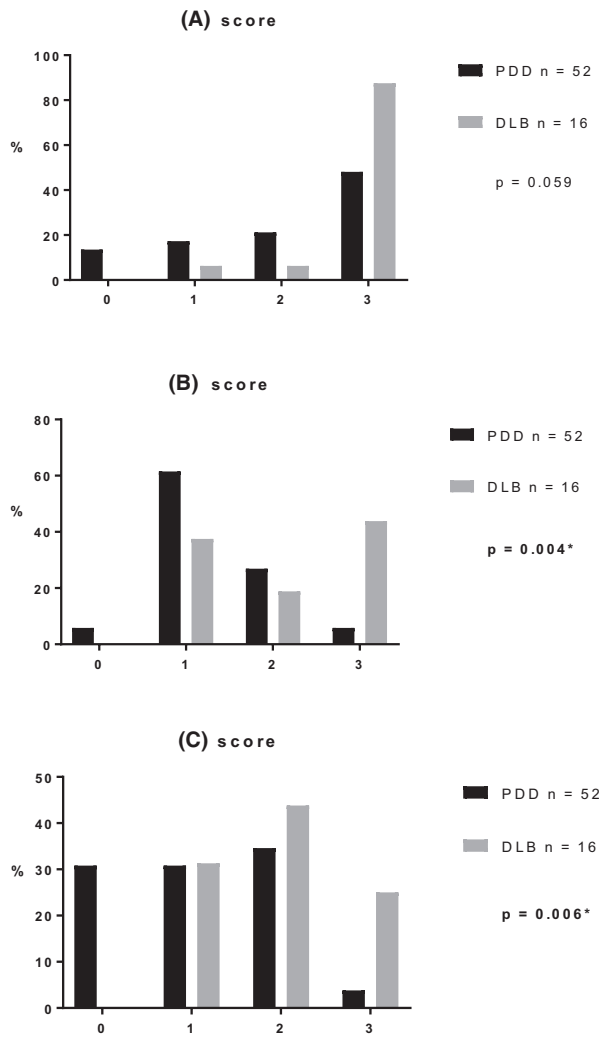 (A) score
100
80
60
40
20
0
%
0 1 2 3
PDD n = 52
DLB n = 16
p = 0.059
(B) score
80
60
40
20
0
%
0 1 2 3
PDD n = 52
DLB n = 16
p = 0.004*
(C) score
50
40
30
20
10
0
%
0 1 2 3
PDD n = 52
DLB n = 16
p = 0.006*